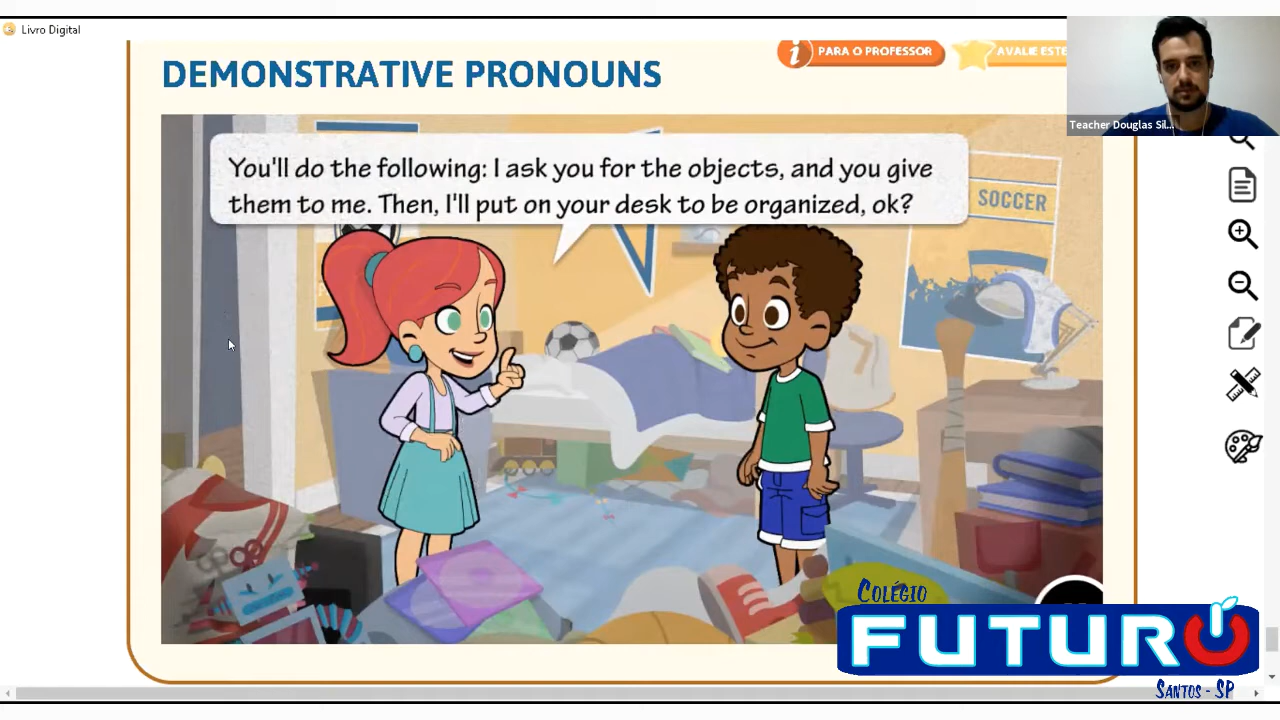 Livro Digital
PARA O PROFESSOR
AVALIE ESTE
DEMONSTRATIVE PRONOUNS
Teacher Douglas Sil...
You'll do the following: I ask you for the objects, and you give
them to me. Then, I'll put on your desk to be organized, ok?
SOCCER
COLÉGIO
FUTURO
SANTOS - SP